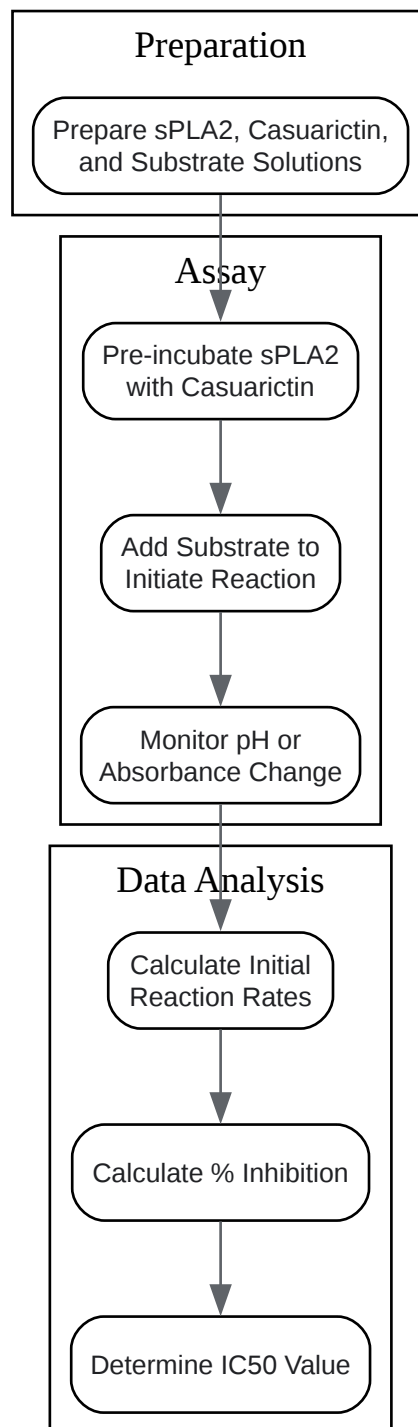 Preparation
Prepare sPLA2, Casuarictin,
and Substrate Solutions
Assay
Pre-incubate sPLA2
with Casuarictin
Add Substrate to
Initiate Reaction
Monitor pH or
Absorbance Change
Data Analysis
Calculate Initial
Reaction Rates
Calculate % Inhibition
Determine IC50 Value